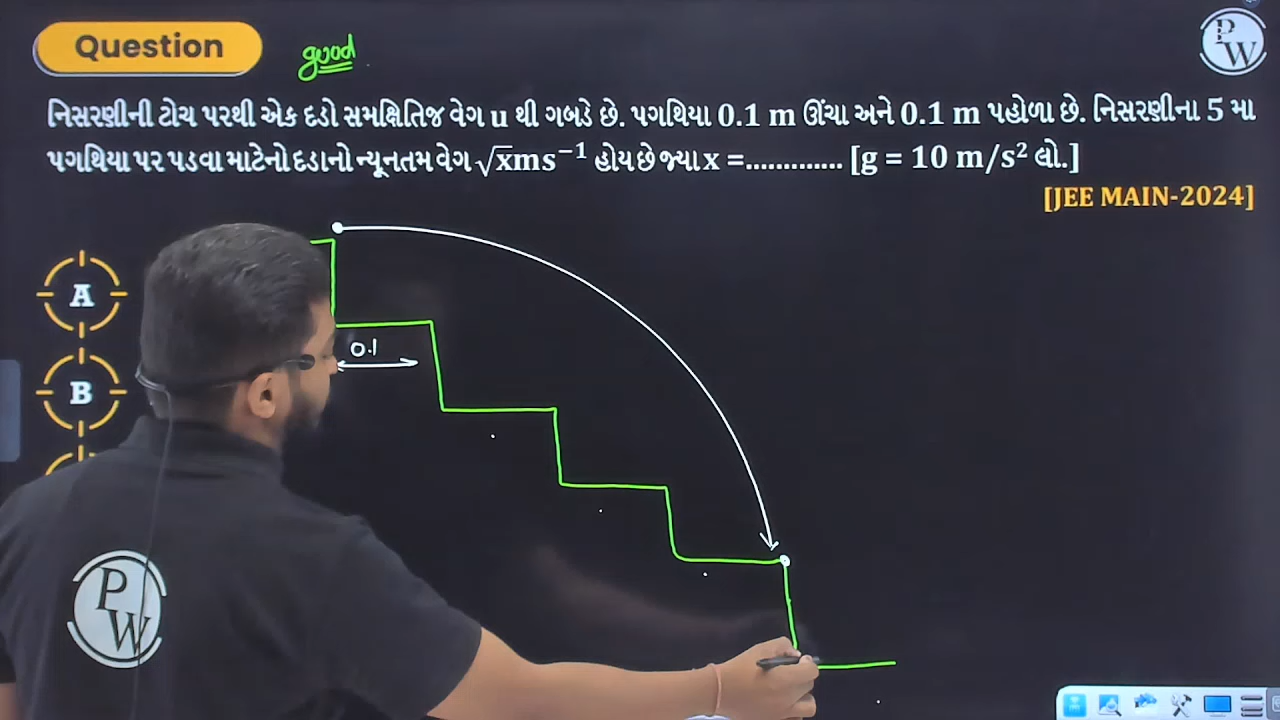 Question
good
P
W
નિસરણીની ટોચ પરથી એક દડો સમક્ષિતિજ વેગ u થી ગબડે છે. પગથિયા 0.1 m ઊંચા અને 0.1 m પહોળા છે. નિસરણીના 5 મા
પગથિયા પર પડવા માટેનો દડાનો ન્યૂનતમ વેગ √xms⁻¹ હોય છે જ્યા x =............. [g = 10 m/s² લો.]
[JEE MAIN-2024]
A
0.1
B
P
W